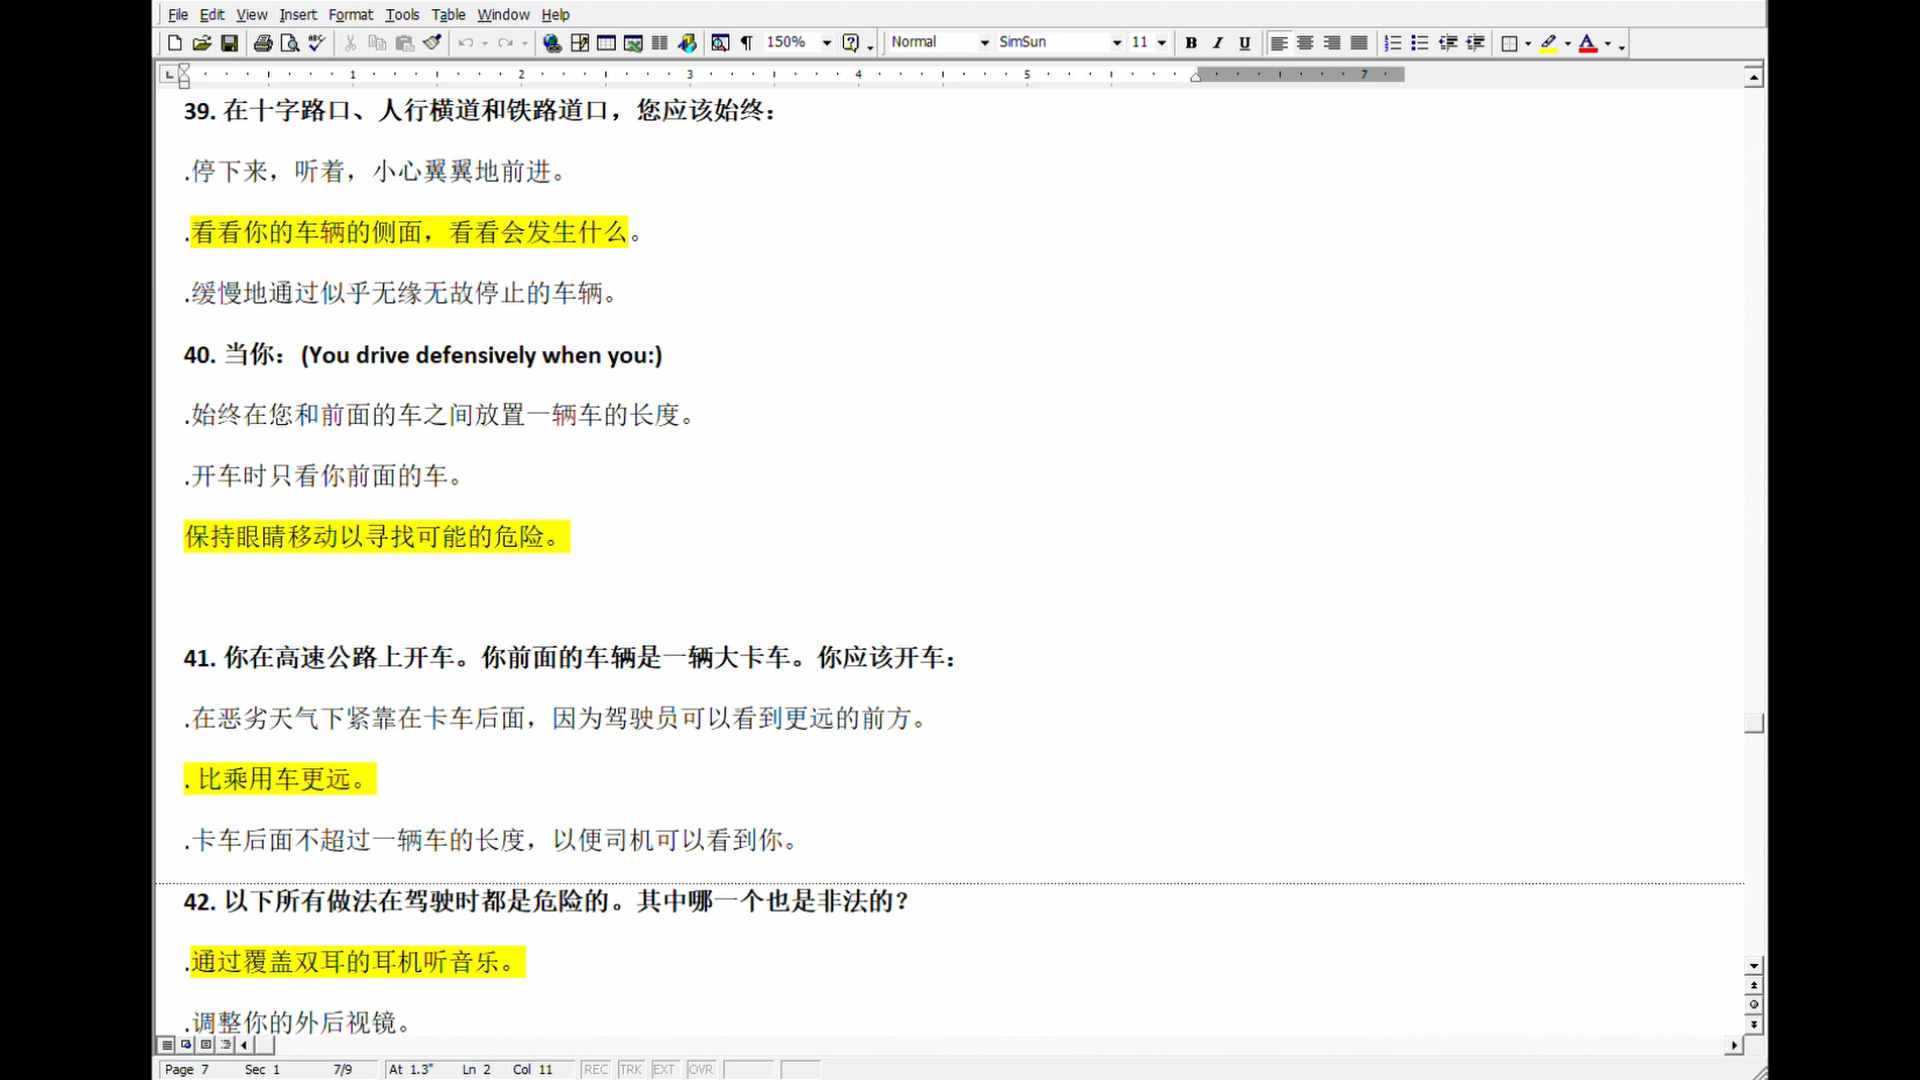 File Edit View Insert Format Tools Table Window Help
150% Normal SimSun 11 B I U
1 2 3 4 5 7
39. 在十字路口、人行横道和铁路道口，您应该始终：
.停下来，听着，小心翼翼地前进。
.看看你的车辆的侧面，看看会发生什么。
.缓慢地通过似乎无缘无故停止的车辆。
40. 当你：(You drive defensively when you:)
.始终在您和前面的车之间放置一辆车的长度。
.开车时只看你前面的车。
保持眼睛移动以寻找可能的危险。
41. 你在高速公路上开车。你前面的车辆是一辆大卡车。你应该开车：
.在恶劣天气下紧靠在卡车后面，因为驾驶员可以看到更远的前方。
. 比乘用车更远。
.卡车后面不超过一辆车的长度，以便司机可以看到你。
42. 以下所有做法在驾驶时都是危险的。其中哪一个也是非法的？
.通过覆盖双耳的耳机听音乐。
.调整你的外后视镜。
Page 7 Sec 1 7/9 At 1.3" Ln 2 Col 11 REC TRK EXT OVR